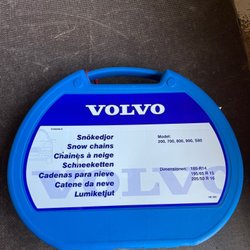 VOLVO
Snökedjor
Snow chains
Chaînes à neige
Schneeketten
Cadenas para nieve
Catene da neve
Lumiketjut
Model:
200, 700, 800, 900, S80
Dimensionen: 185-R14
195/65 R 15
205/55 R 16